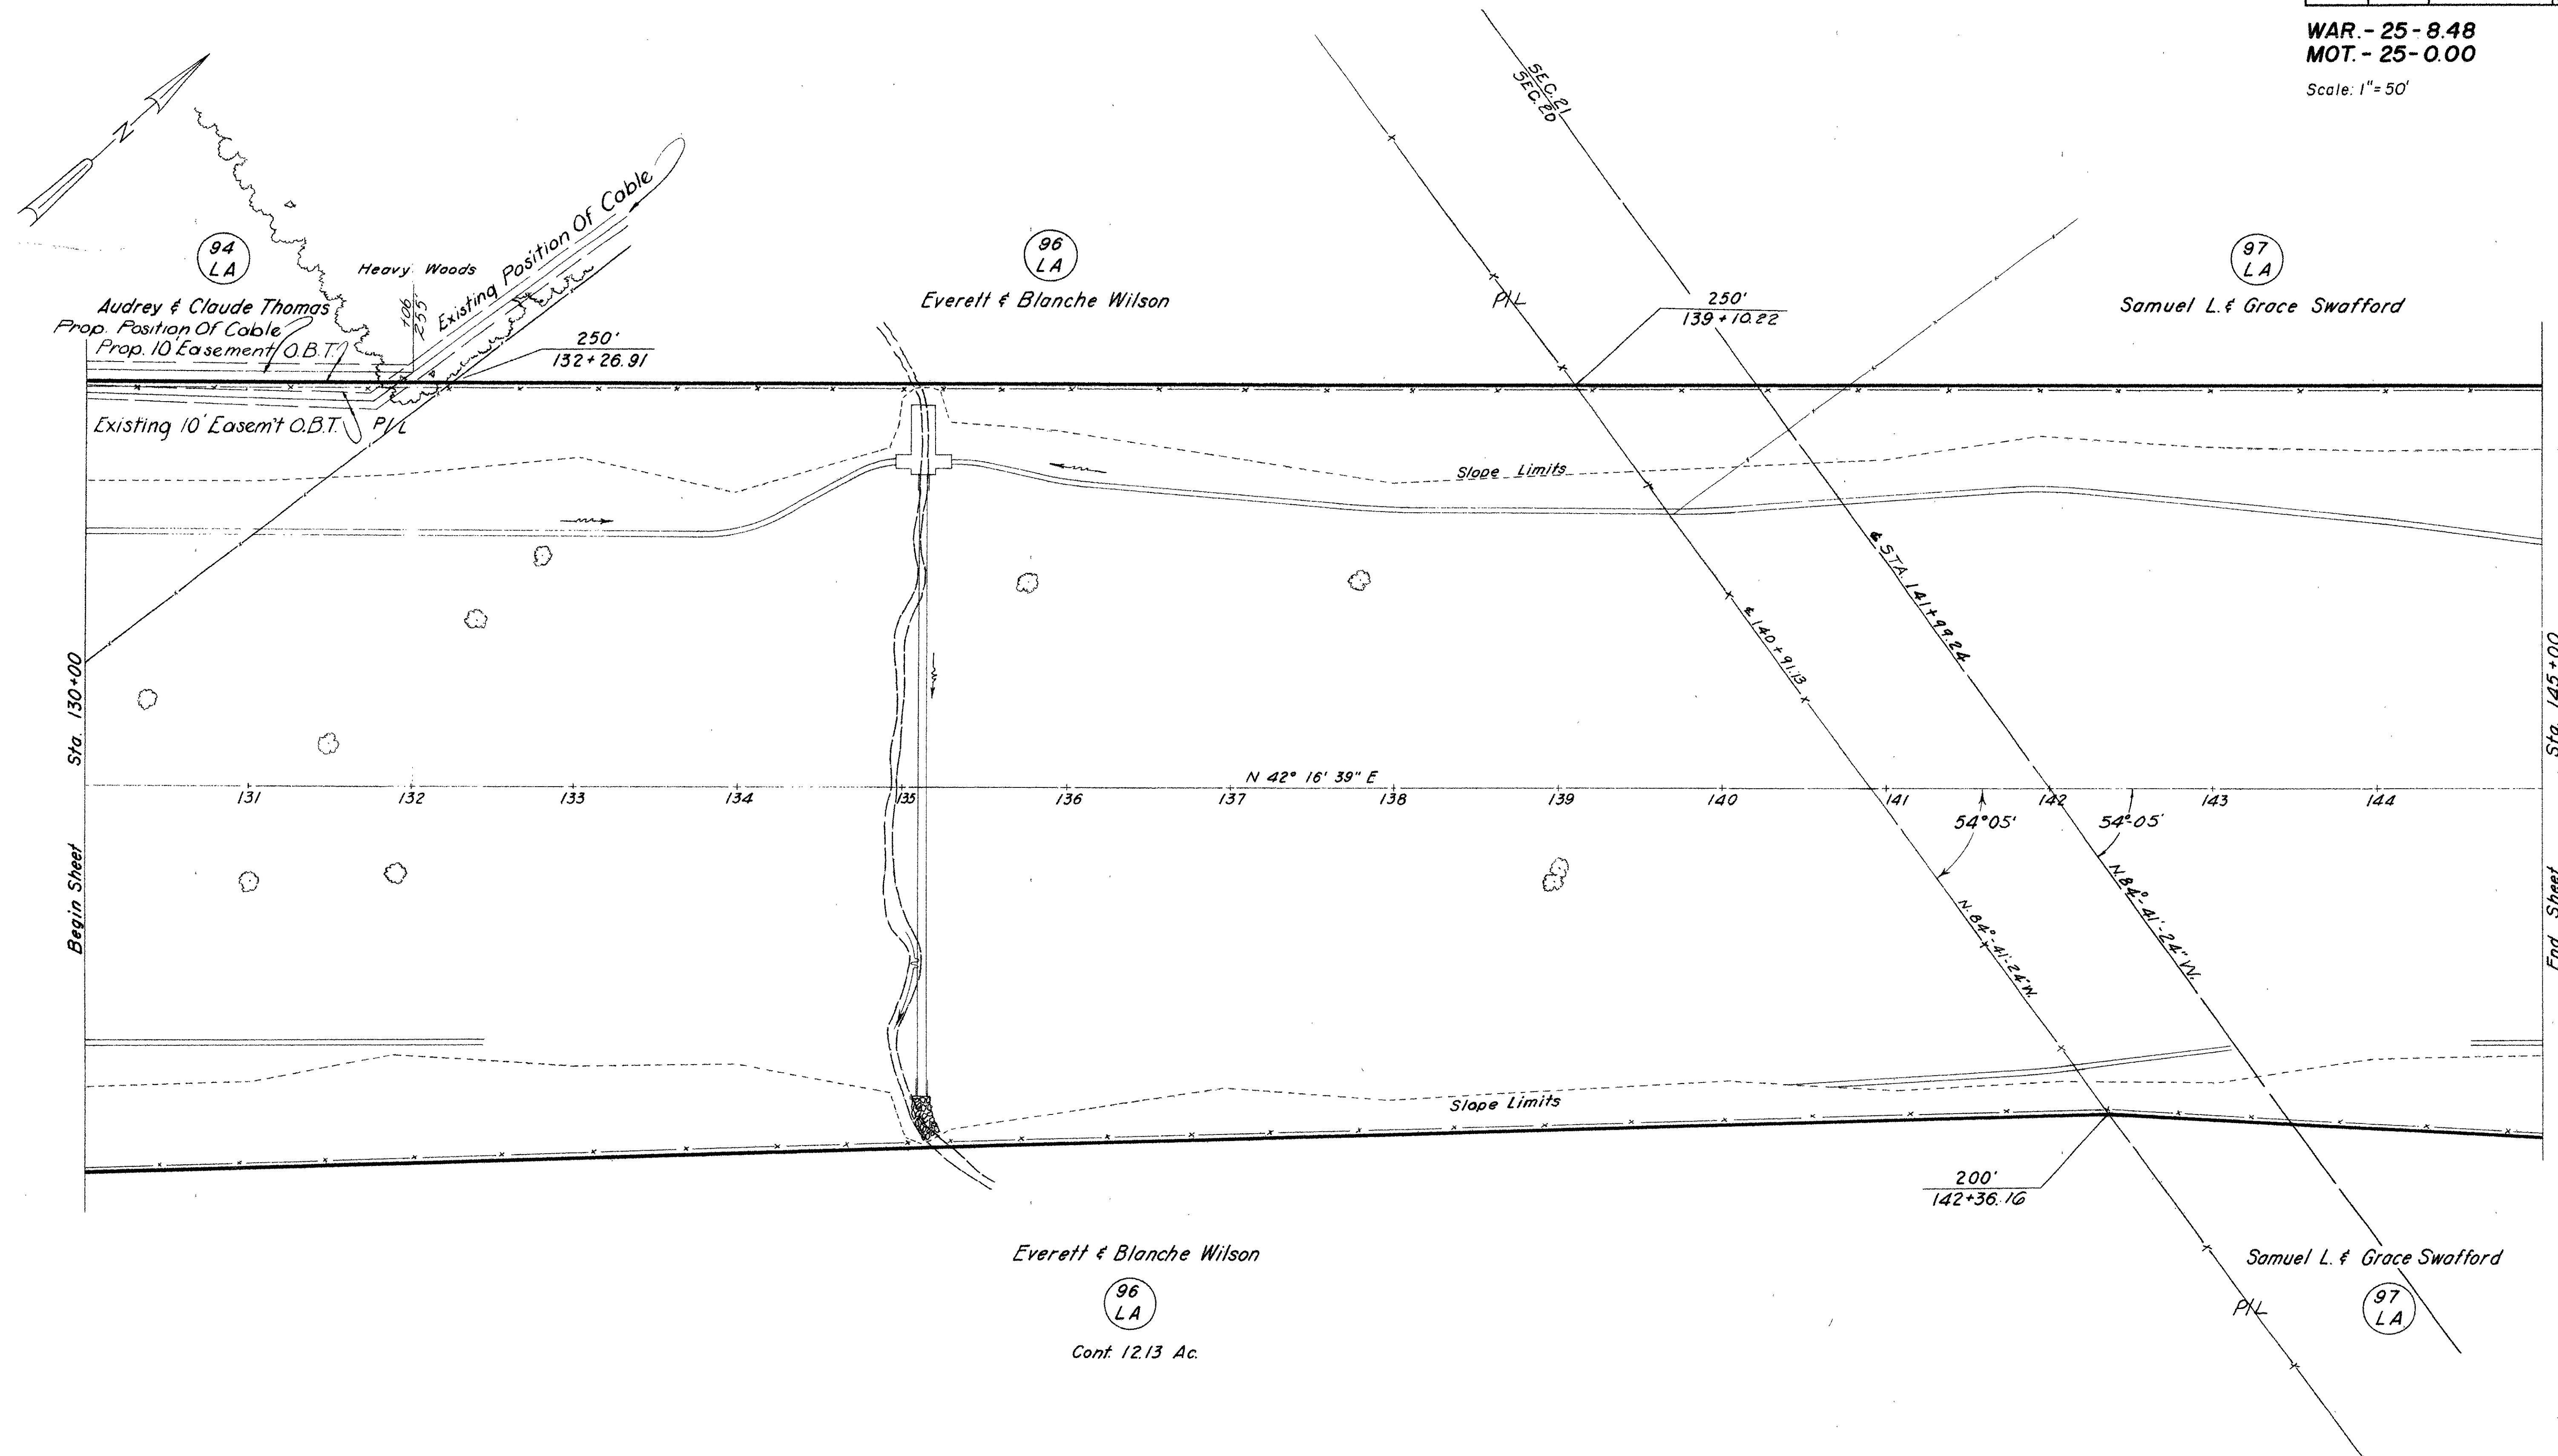 WAR.- 25 - 8.48
MOT. - 25 - 0.00
Scale: 1" = 50'
N
SEC. 21
SEC. 20
94
LA
Audrey & Claude Thomas
Heavy Woods
+06
255'
Existing Position Of Cable
Prop. Position Of Cable
Prop. 10' Easement O.B.T.
250'
132+26.91
Existing 10' Easem't O.B.T.
P/L
96
LA
Everett & Blanche Wilson
P/L
250'
139+10.22
97
LA
Samuel L. & Grace Swafford
Slope Limits
℄ STA. 141+99.24
℄ 140+91.13
Begin Sheet Sta. 130+00
N 42° 16' 39" E
131 132 133 134 135 136 137 138 139 140 141 142 143 144
54°05'
54°-05'
N. 84°-41'-24" W.
N. 84°-41'-24" W.
End Sheet Sta. 145+00
Slope Limits
200'
142+36.16
Everett & Blanche Wilson
96
LA
Cont. 12.13 Ac.
Samuel L. & Grace Swafford
97
LA
P/L